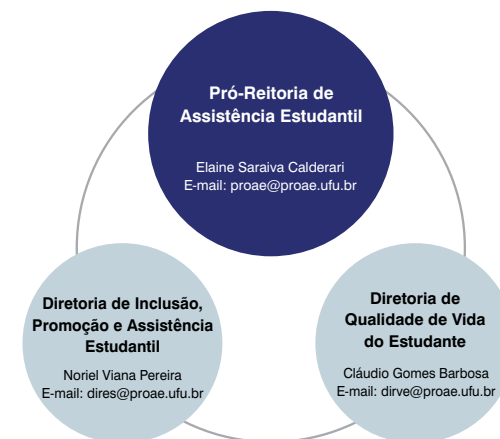 Pró-Reitoria de
Assistência Estudantil
Elaine Saraiva Calderari
E-mail: proae@proae.ufu.br
Diretoria de Inclusão,
Promoção e Assistência
Estudantil
Noriel Viana Pereira
E-mail: dires@proae.ufu.br
Diretoria de
Qualidade de Vida
do Estudante
Cláudio Gomes Barbosa
E-mail: dirve@proae.ufu.br